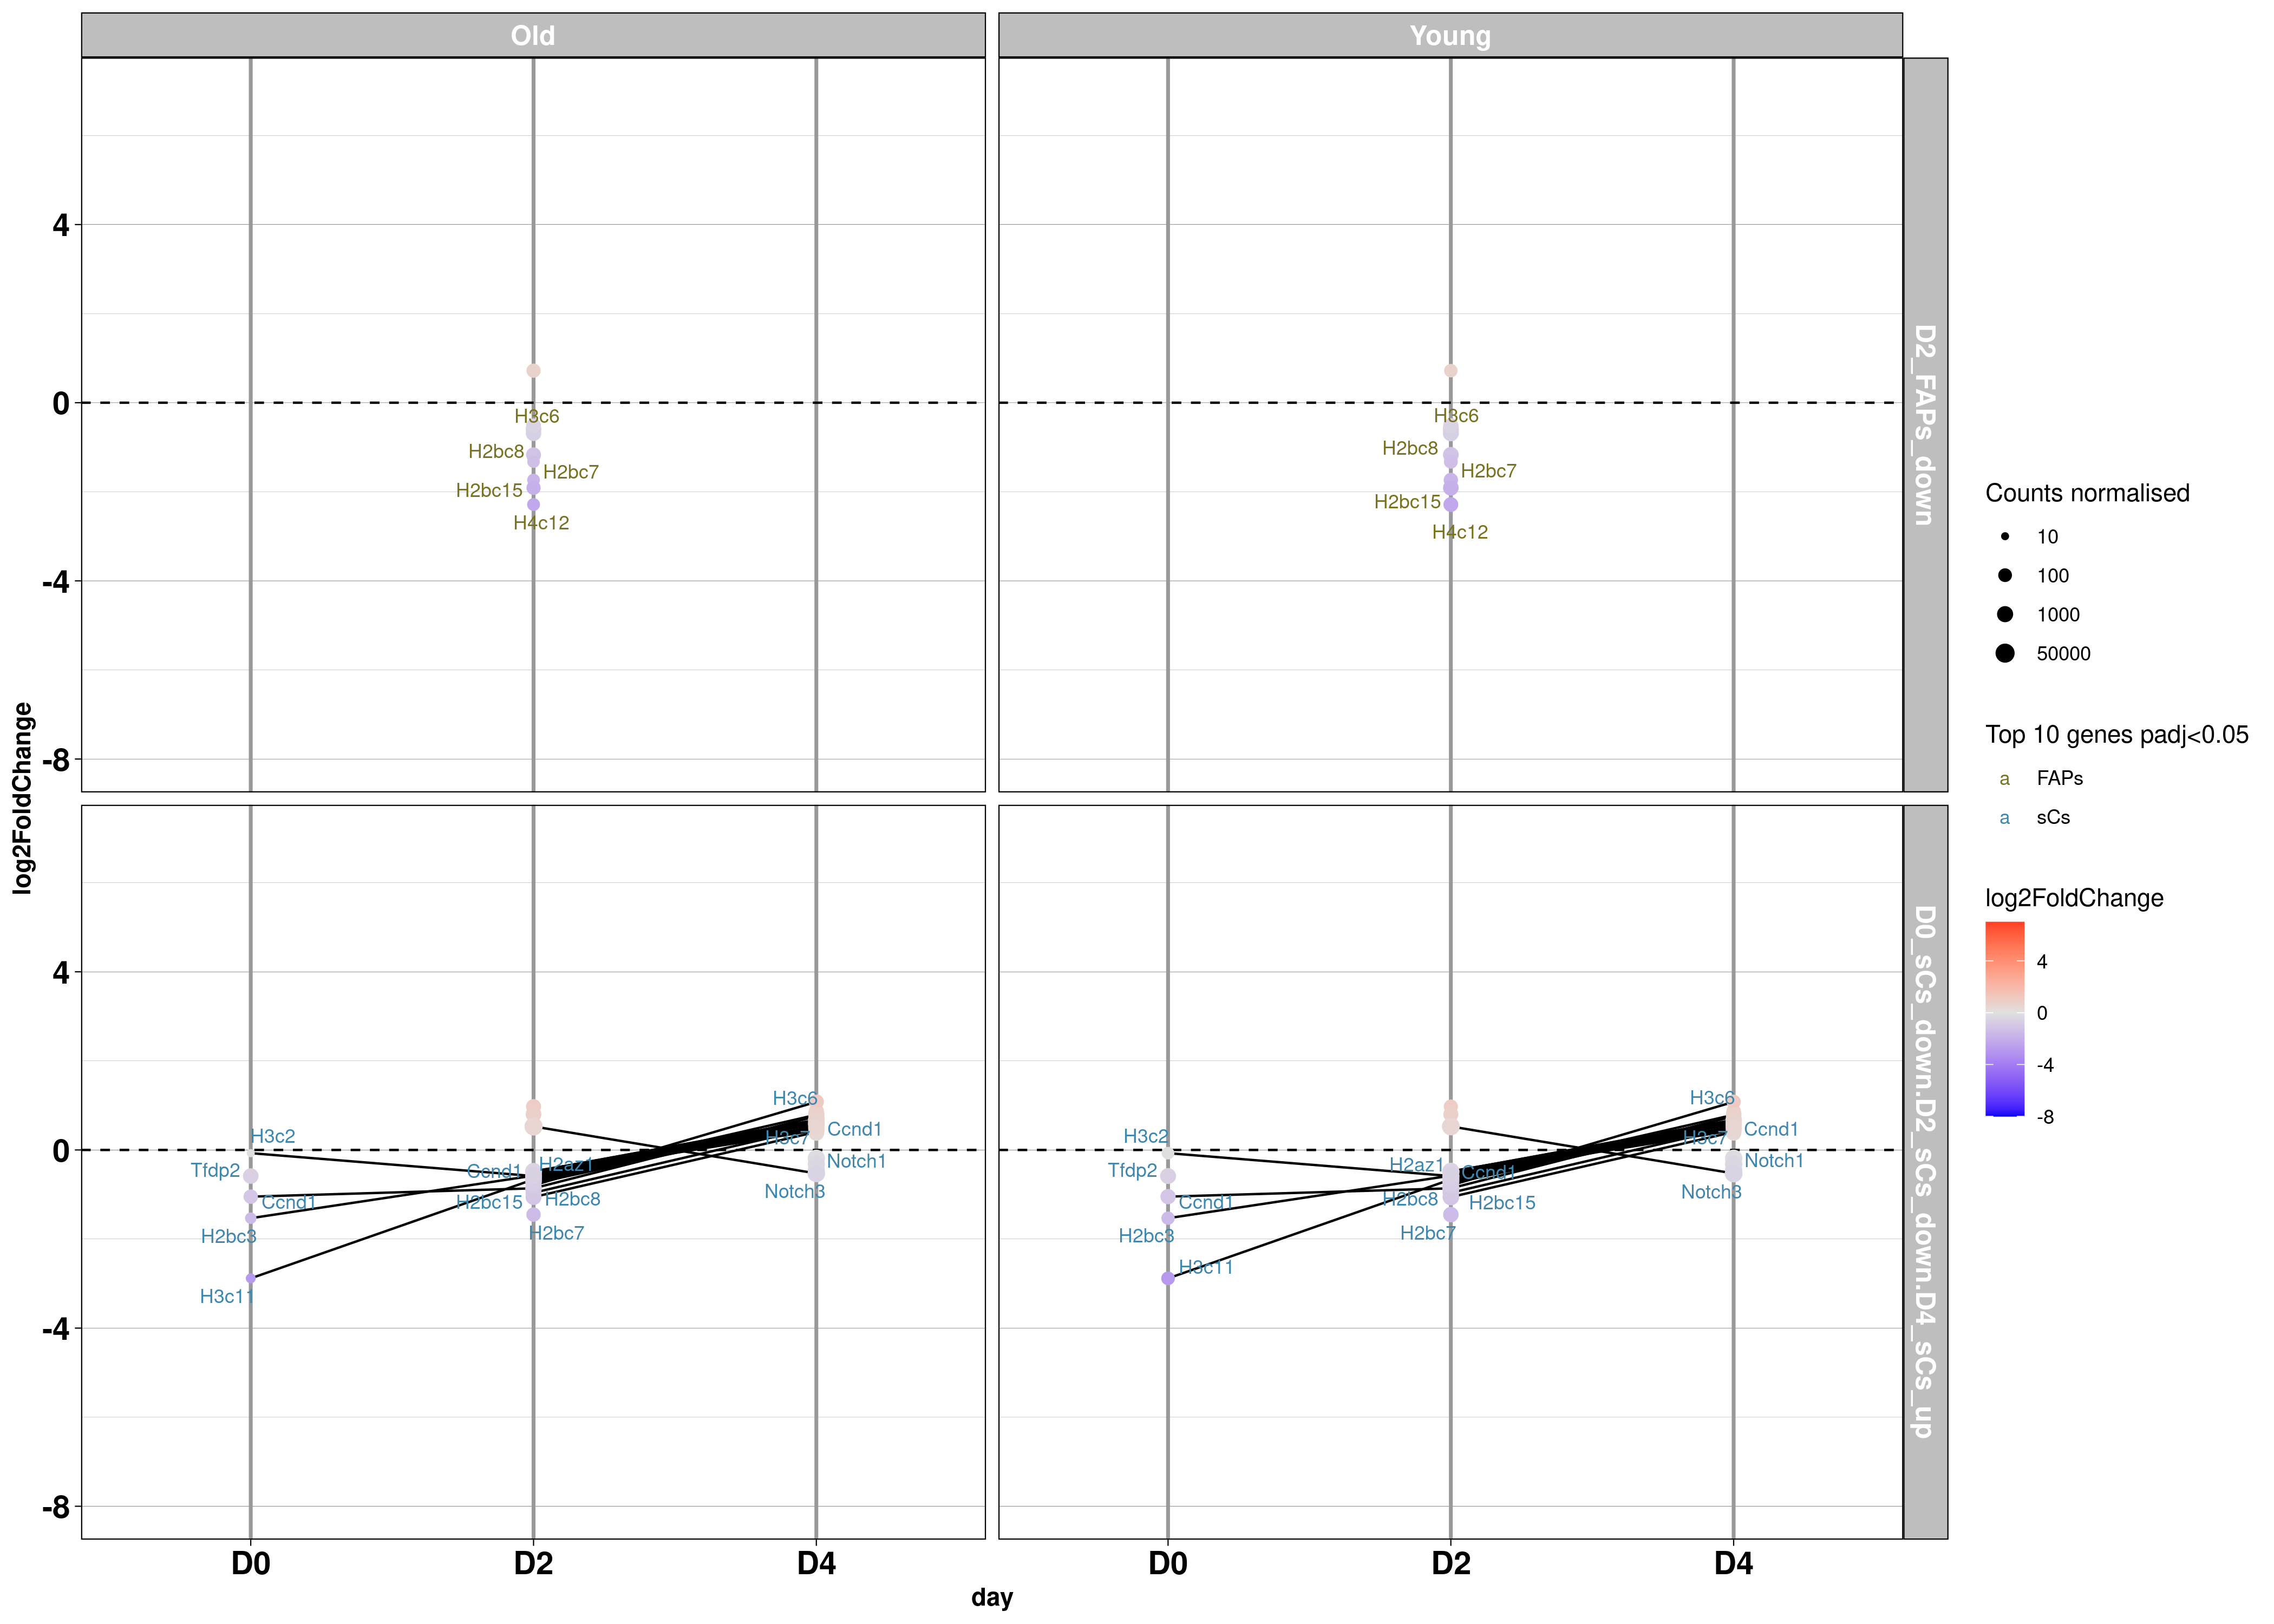 Old
Young
4
0
-4
-8
H3c6
H2bc8
H2bc7
H2bc15
H4c12
H3c6
H2bc8
H2bc7
H2bc15
H4c12
D2_FAPs_down
log2FoldChange
4
0
-4
-8
H3c2
Tfdp2
Ccnd1
H2bc3
H3c11
Ccnd1
H2az1
H2bc15
H2bc8
H2bc7
H3c6
Ccnd1
H3c7
Notch1
Notch3
H3c2
Tfdp2
Ccnd1
H2bc3
H3c11
H2az1
Ccnd1
H2bc8
H2bc15
H2bc7
H3c6
Ccnd1
H3c7
Notch1
Notch3
D0_sCs_down.D2_sCs_down.D4_sCs_up
D0
D2
D4
D0
D2
D4
day
Counts normalised
10
100
1000
50000
Top 10 genes padj<0.05
a FAPs
a sCs
log2FoldChange
4
0
-4
-8